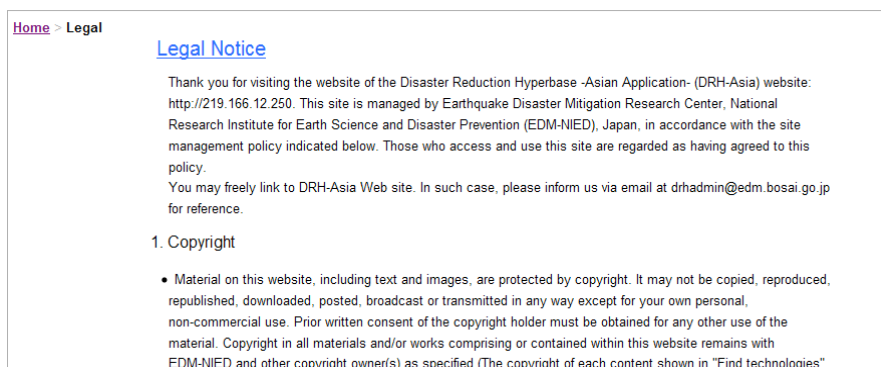 Home > Legal
Legal Notice
Thank you for visiting the website of the Disaster Reduction Hyperbase -Asian Application- (DRH-Asia) website:
http://219.166.12.250. This site is managed by Earthquake Disaster Mitigation Research Center, National
Research Institute for Earth Science and Disaster Prevention (EDM-NIED), Japan, in accordance with the site
management policy indicated below. Those who access and use this site are regarded as having agreed to this
policy.
You may freely link to DRH-Asia Web site. In such case, please inform us via email at drhadmin@edm.bosai.go.jp
for reference.
1. Copyright
• Material on this website, including text and images, are protected by copyright. It may not be copied, reproduced,
republished, downloaded, posted, broadcast or transmitted in any way except for your own personal,
non-commercial use. Prior written consent of the copyright holder must be obtained for any other use of the
material. Copyright in all materials and/or works comprising or contained within this website remains with
EDM-NIED and other copyright owner(s) as specified (The copyright of each content shown in "Find technologies"